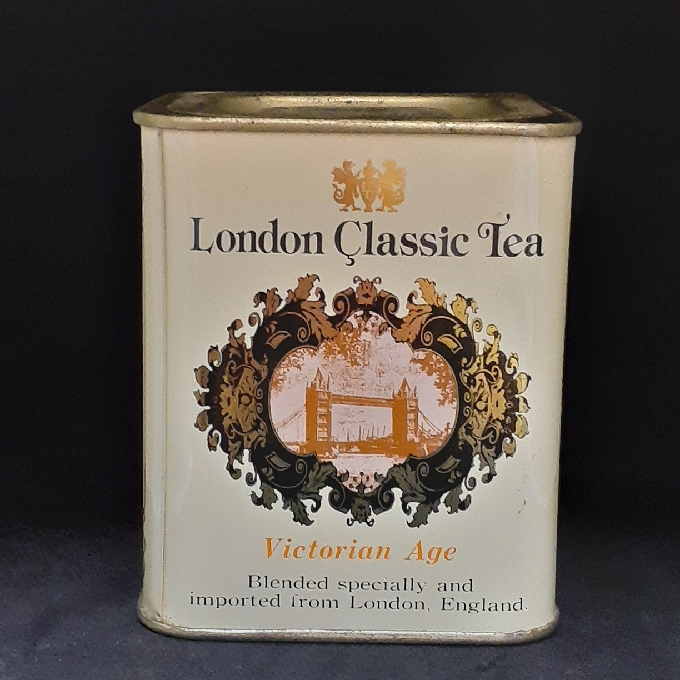 London Classic Tea
Victorian Age
Blended specially and
imported from London, England.